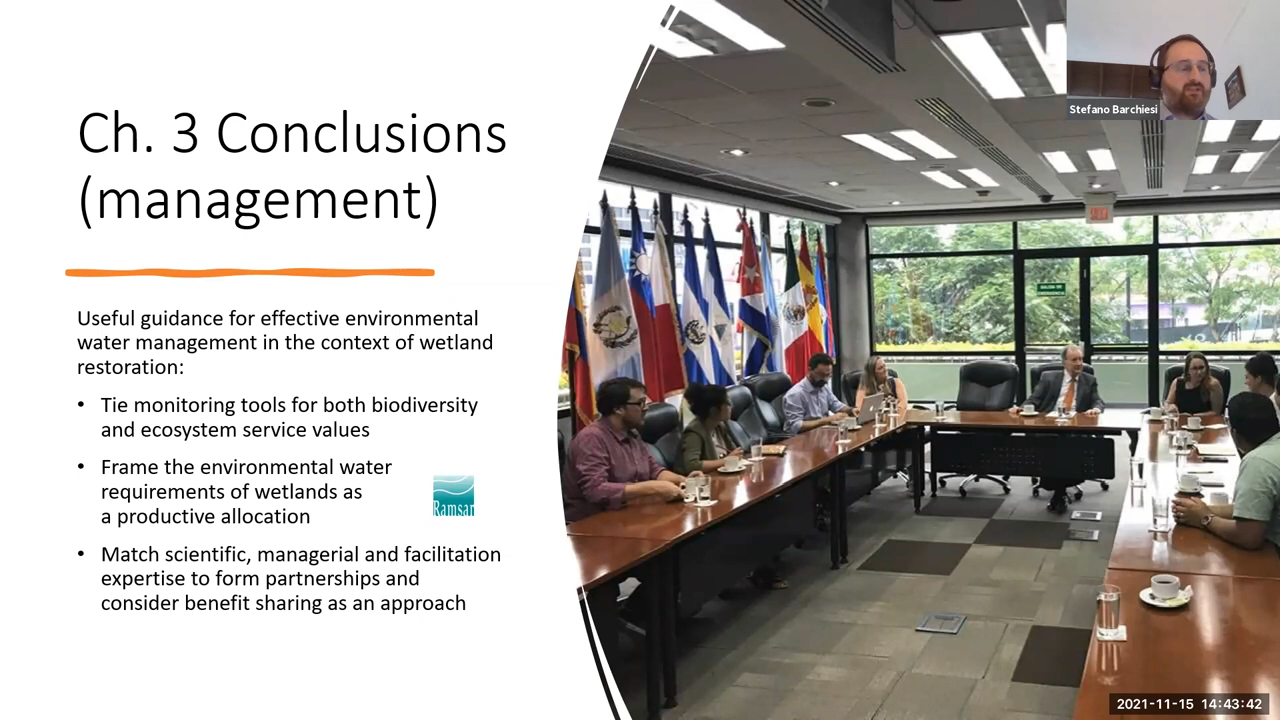 Ch. 3 Conclusions
(management)
Useful guidance for effective environmental
water management in the context of wetland
restoration:
• Tie monitoring tools for both biodiversity
and ecosystem service values
• Frame the environmental water
requirements of wetlands as
a productive allocation
Ramsar
• Match scientific, managerial and facilitation
expertise to form partnerships and
consider benefit sharing as an approach
Stefano Barchiesi
SALIDA DE
EMERGENCIA
2021-11-15 14:43:42